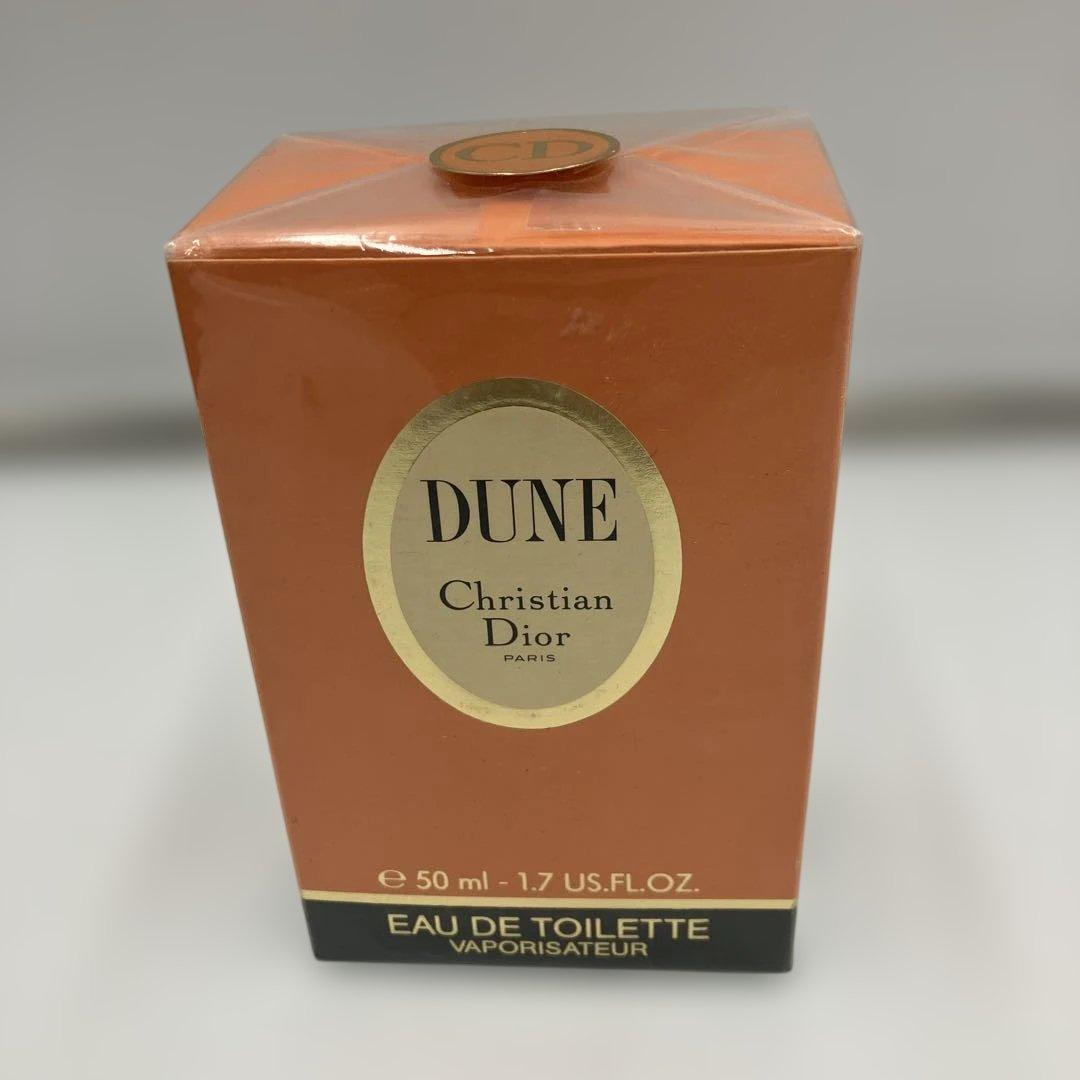 CD
DUNE
Christian
Dior
PARIS
℮ 50 ml - 1.7 US.FL.OZ.
EAU DE TOILETTE
VAPORISATEUR